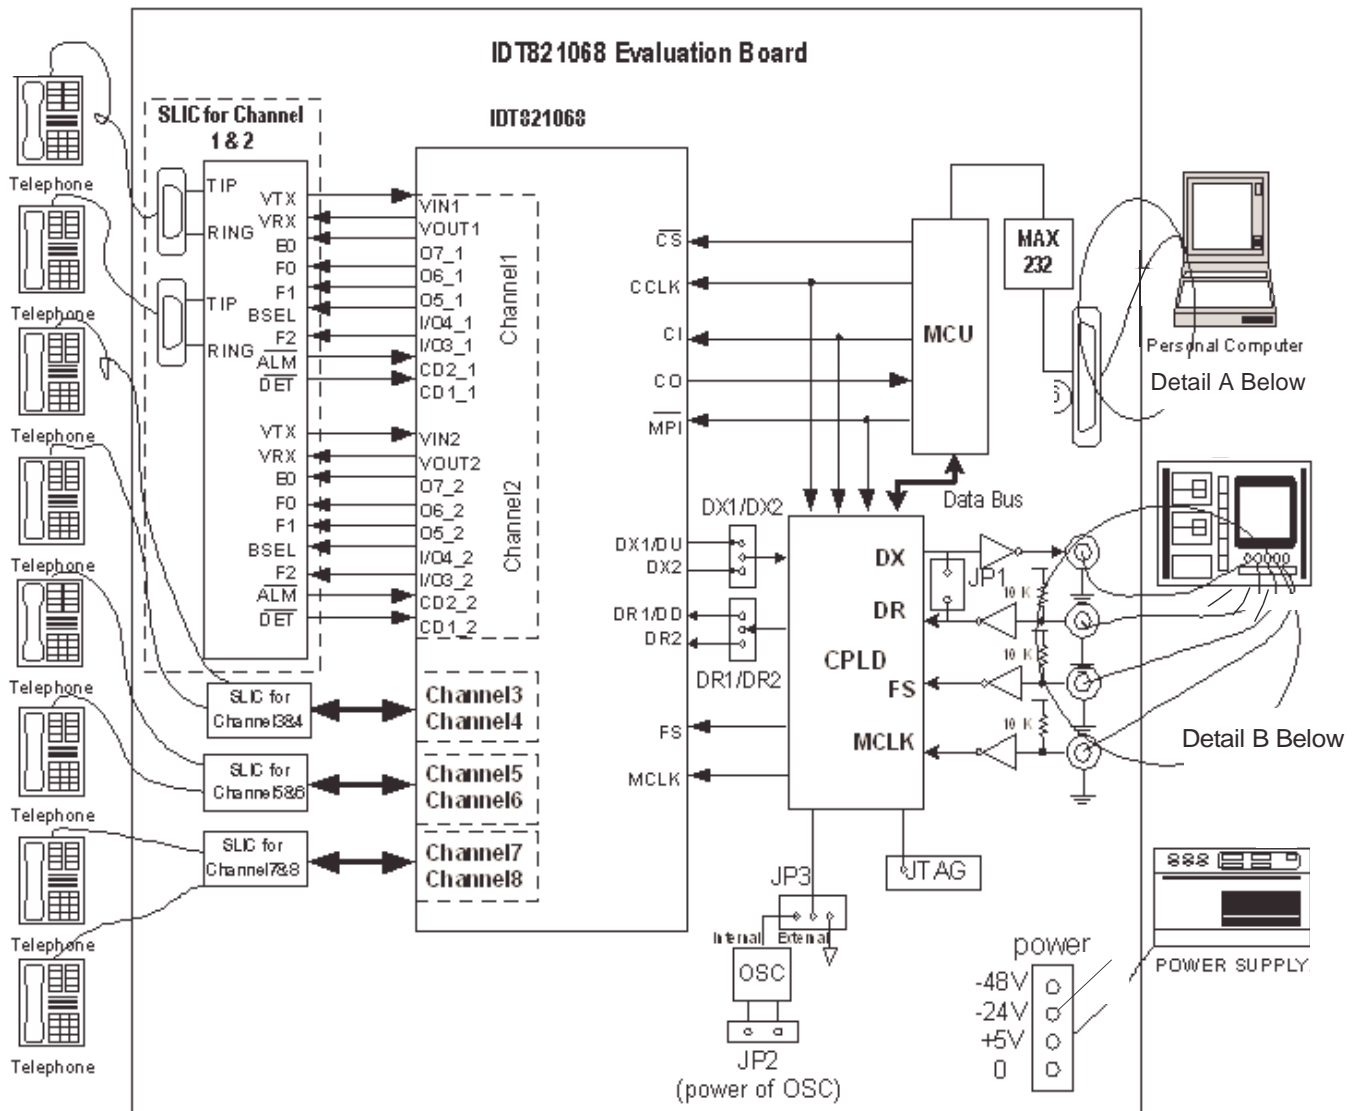 IDT821068 Evaluation Board
SLIC for Channel
1 & 2
IDT821068
Telephone
Telephone
Telephone
Telephone
Telephone
Telephone
Telephone
Telephone
TIP
RING
TIP
RING
VTX
VRX
E0
F0
F1
BSEL
F2
ALM
DET
VTX
VRX
E0
F0
F1
BSEL
F2
ALM
DET
VIN1
VOUT1
O7_1
O6_1
O5_1
I/O4_1
I/O3_1
CD2_1
CD1_1
Channel1
VIN2
VOUT2
O7_2
O6_2
O5_2
I/O4_2
I/O3_2
CD2_2
CD1_2
Channel2
SLIC for
Channel3&4
Channel3
Channel4
SLIC for
Channel5&6
Channel5
Channel6
SLIC for
Channel7&8
Channel7
Channel8
CS
CCLK
CI
CO
MPI
MCU
MAX
232
Personal Computer
Detail A Below
Data Bus
DX1/DX2
DX1/DU
DX2
DR1/DD
DR2
DR1/DR2
FS
MCLK
DX
DR
CPLD
FS
MCLK
JP1
10 K
10 K
10 K
Detail B Below
JTAG
JP3
Internal
External
OSC
JP2
(power of OSC)
power
-48V
-24V
+5V
0
POWER SUPPLY